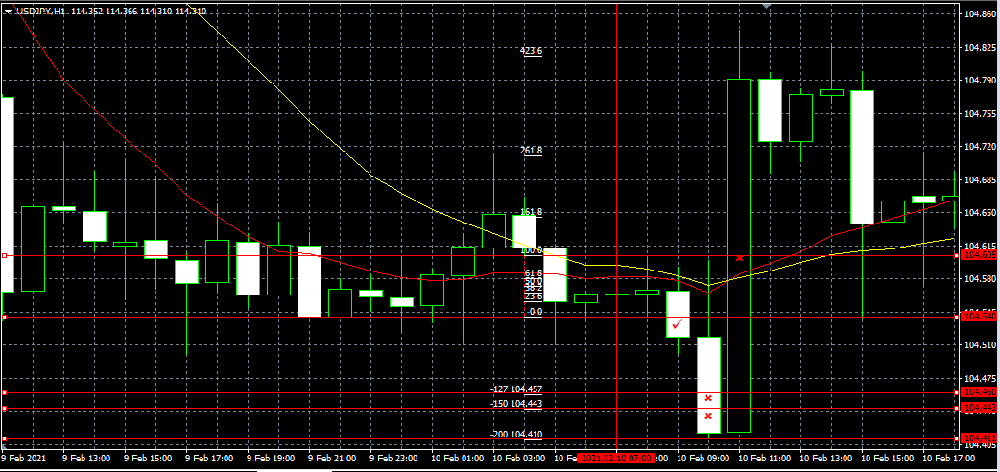 USDJPY,H1 114.352 114.366 114.310 114.310
104.860
104.825
423.6
104.790
104.755
104.720
261.8
104.685
104.650
161.8
104.615
100.0
104.605
61.8
50.0
38.2
23.6
104.580
0.0
104.540
104.510
104.475
-127 104.457
104.460
-150 104.443
104.443
-200 104.410
104.411
104.405
9 Feb 2021
9 Feb 13:00
9 Feb 15:00
9 Feb 17:00
9 Feb 19:00
9 Feb 21:00
9 Feb 23:00
10 Feb 01:00
10 Feb 03:00
10 Fe
2021.02.10 07:00
:00
10 Feb 09:00
10 Feb 11:00
10 Feb 13:00
10 Feb 15:00
10 Feb 17:00